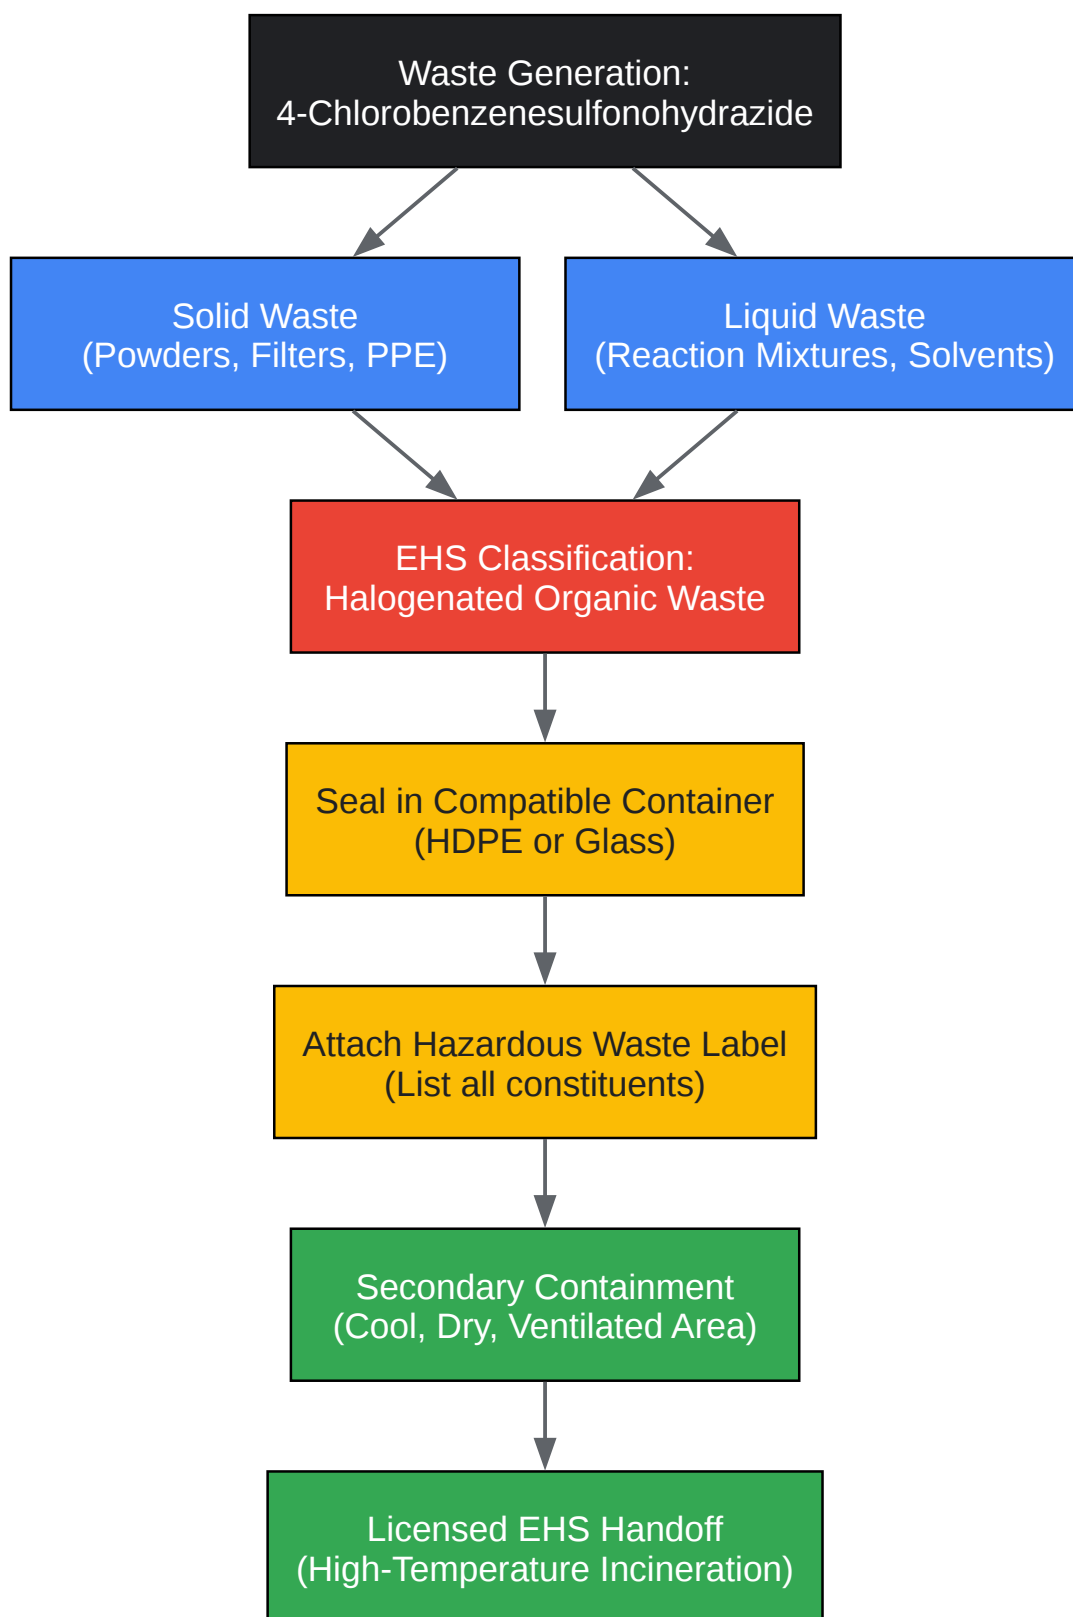 Waste Generation:
4-Chlorobenzenesulfonohydrazide
Solid Waste
(Powders, Filters, PPE)
Liquid Waste
(Reaction Mixtures, Solvents)
EHS Classification:
Halogenated Organic Waste
Seal in Compatible Container
(HDPE or Glass)
Attach Hazardous Waste Label
(List all constituents)
Secondary Containment
(Cool, Dry, Ventilated Area)
Licensed EHS Handoff
(High-Temperature Incineration)